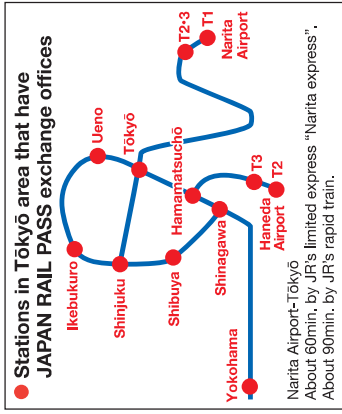 ● Stations in Tōkyō area that have
JAPAN RAIL PASS exchange offices
Ikebukuro
Ueno
Shinjuku
Tōkyō
T2•3
T1
Narita
Airport
Shibuya
Hamamatsuchō
Shinagawa
T3
T2
Haneda
Airport
Yokohama
Narita Airport-Tōkyō
About 60min. by JR's limited express “Narita express”.
About 90min. by JR's rapid train.